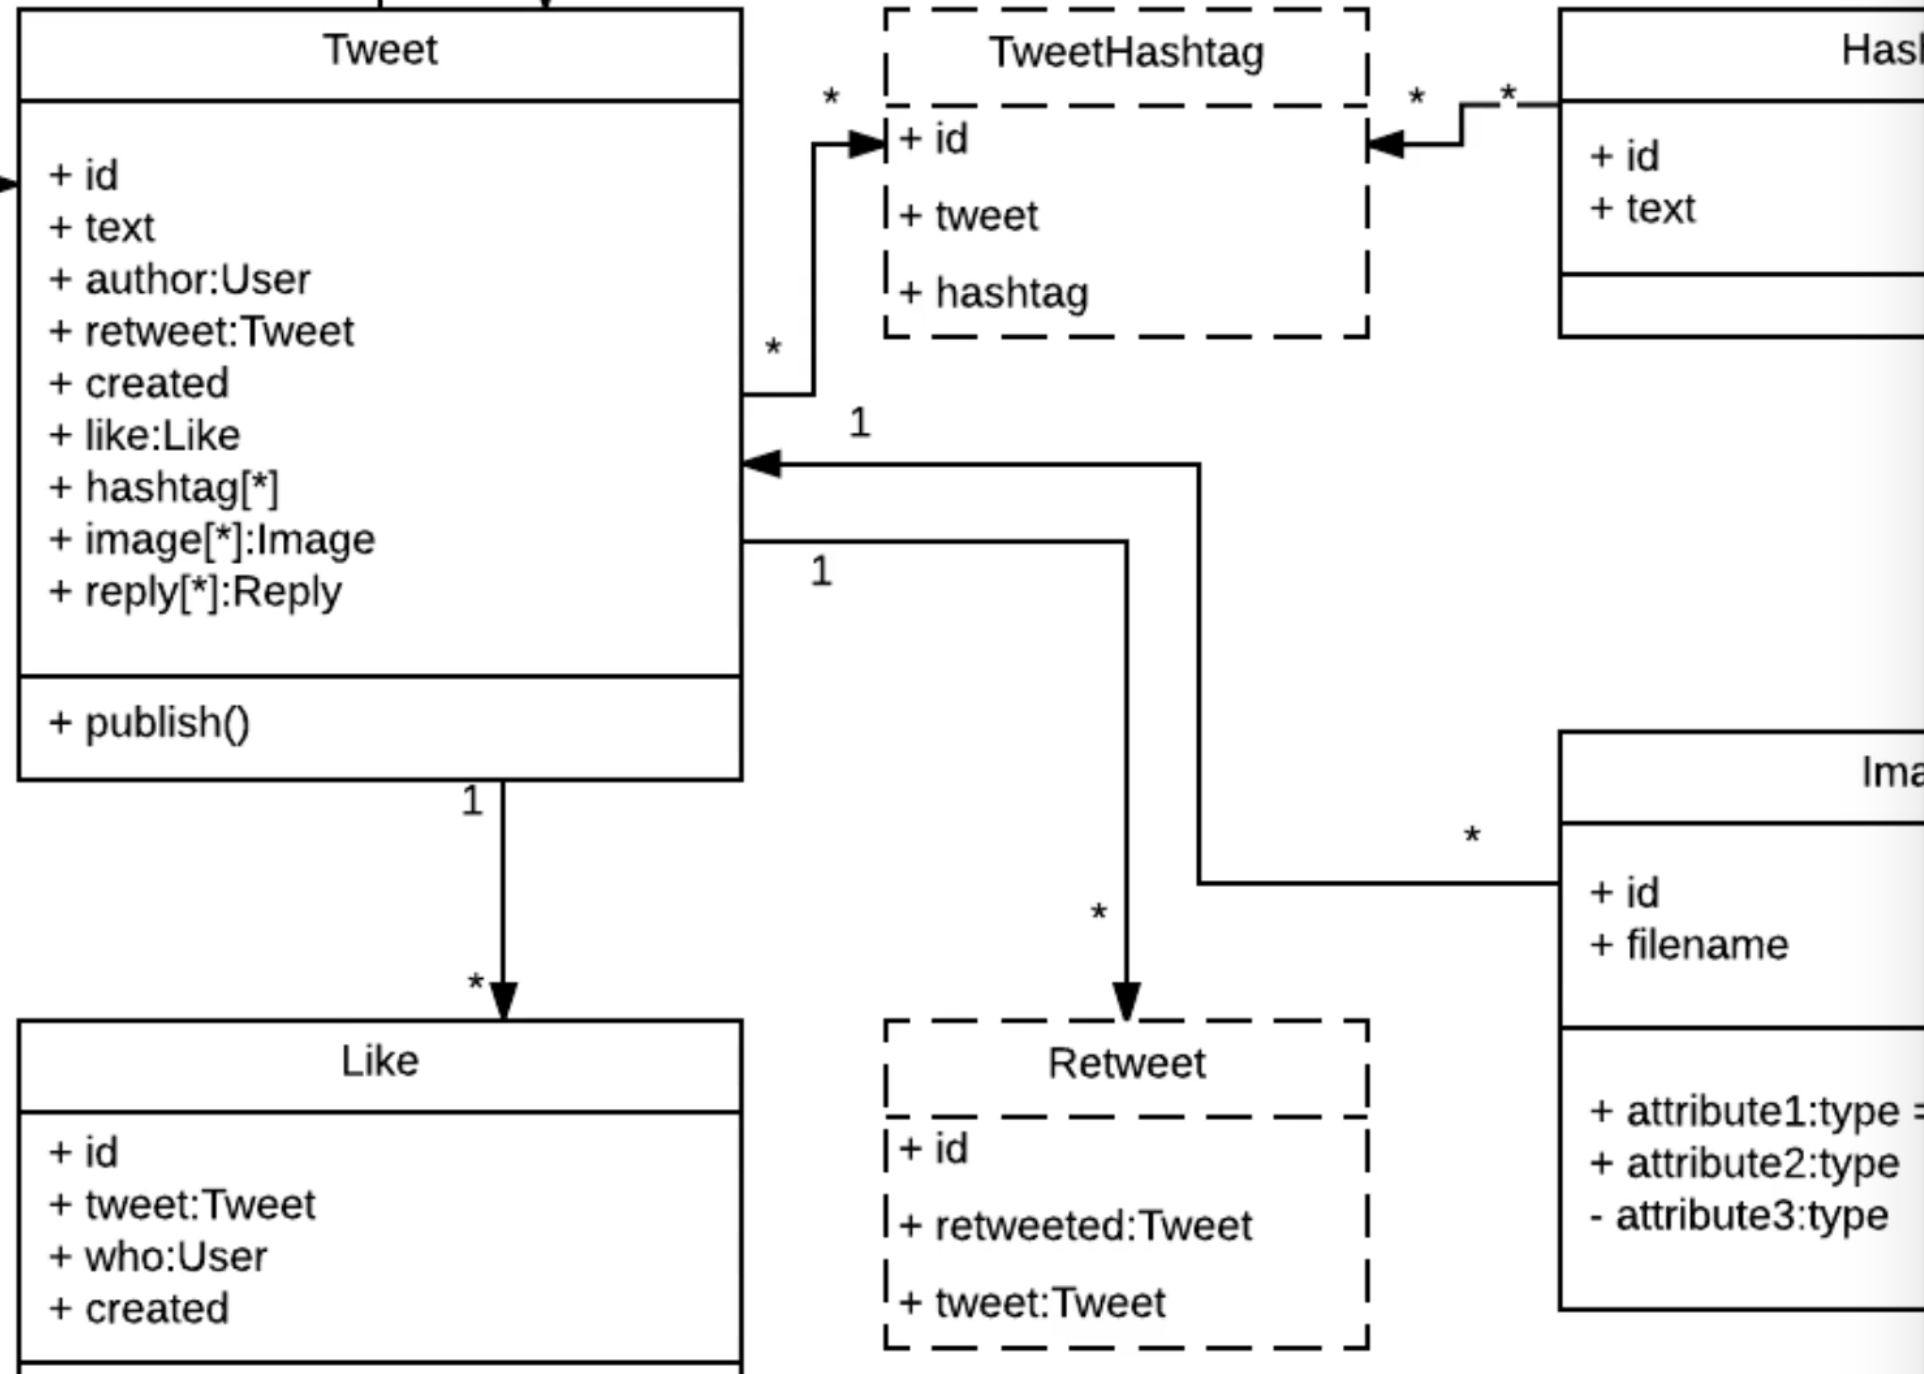 Tweet
+ id
+ text
+ author:User
+ retweet:Tweet
+ created
+ like:Like
+ hashtag[*]
+ image[*]:Image
+ reply[*]:Reply
+ publish()
*
*
TweetHashtag
+ id
+ tweet
+ hashtag
*
*
Hash
+ id
+ text
1
1
1
*
*
*
Like
+ id
+ tweet:Tweet
+ who:User
+ created
Retweet
+ id
+ retweeted:Tweet
+ tweet:Tweet
Ima
+ id
+ filename
+ attribute1:type =
+ attribute2:type
- attribute3:type